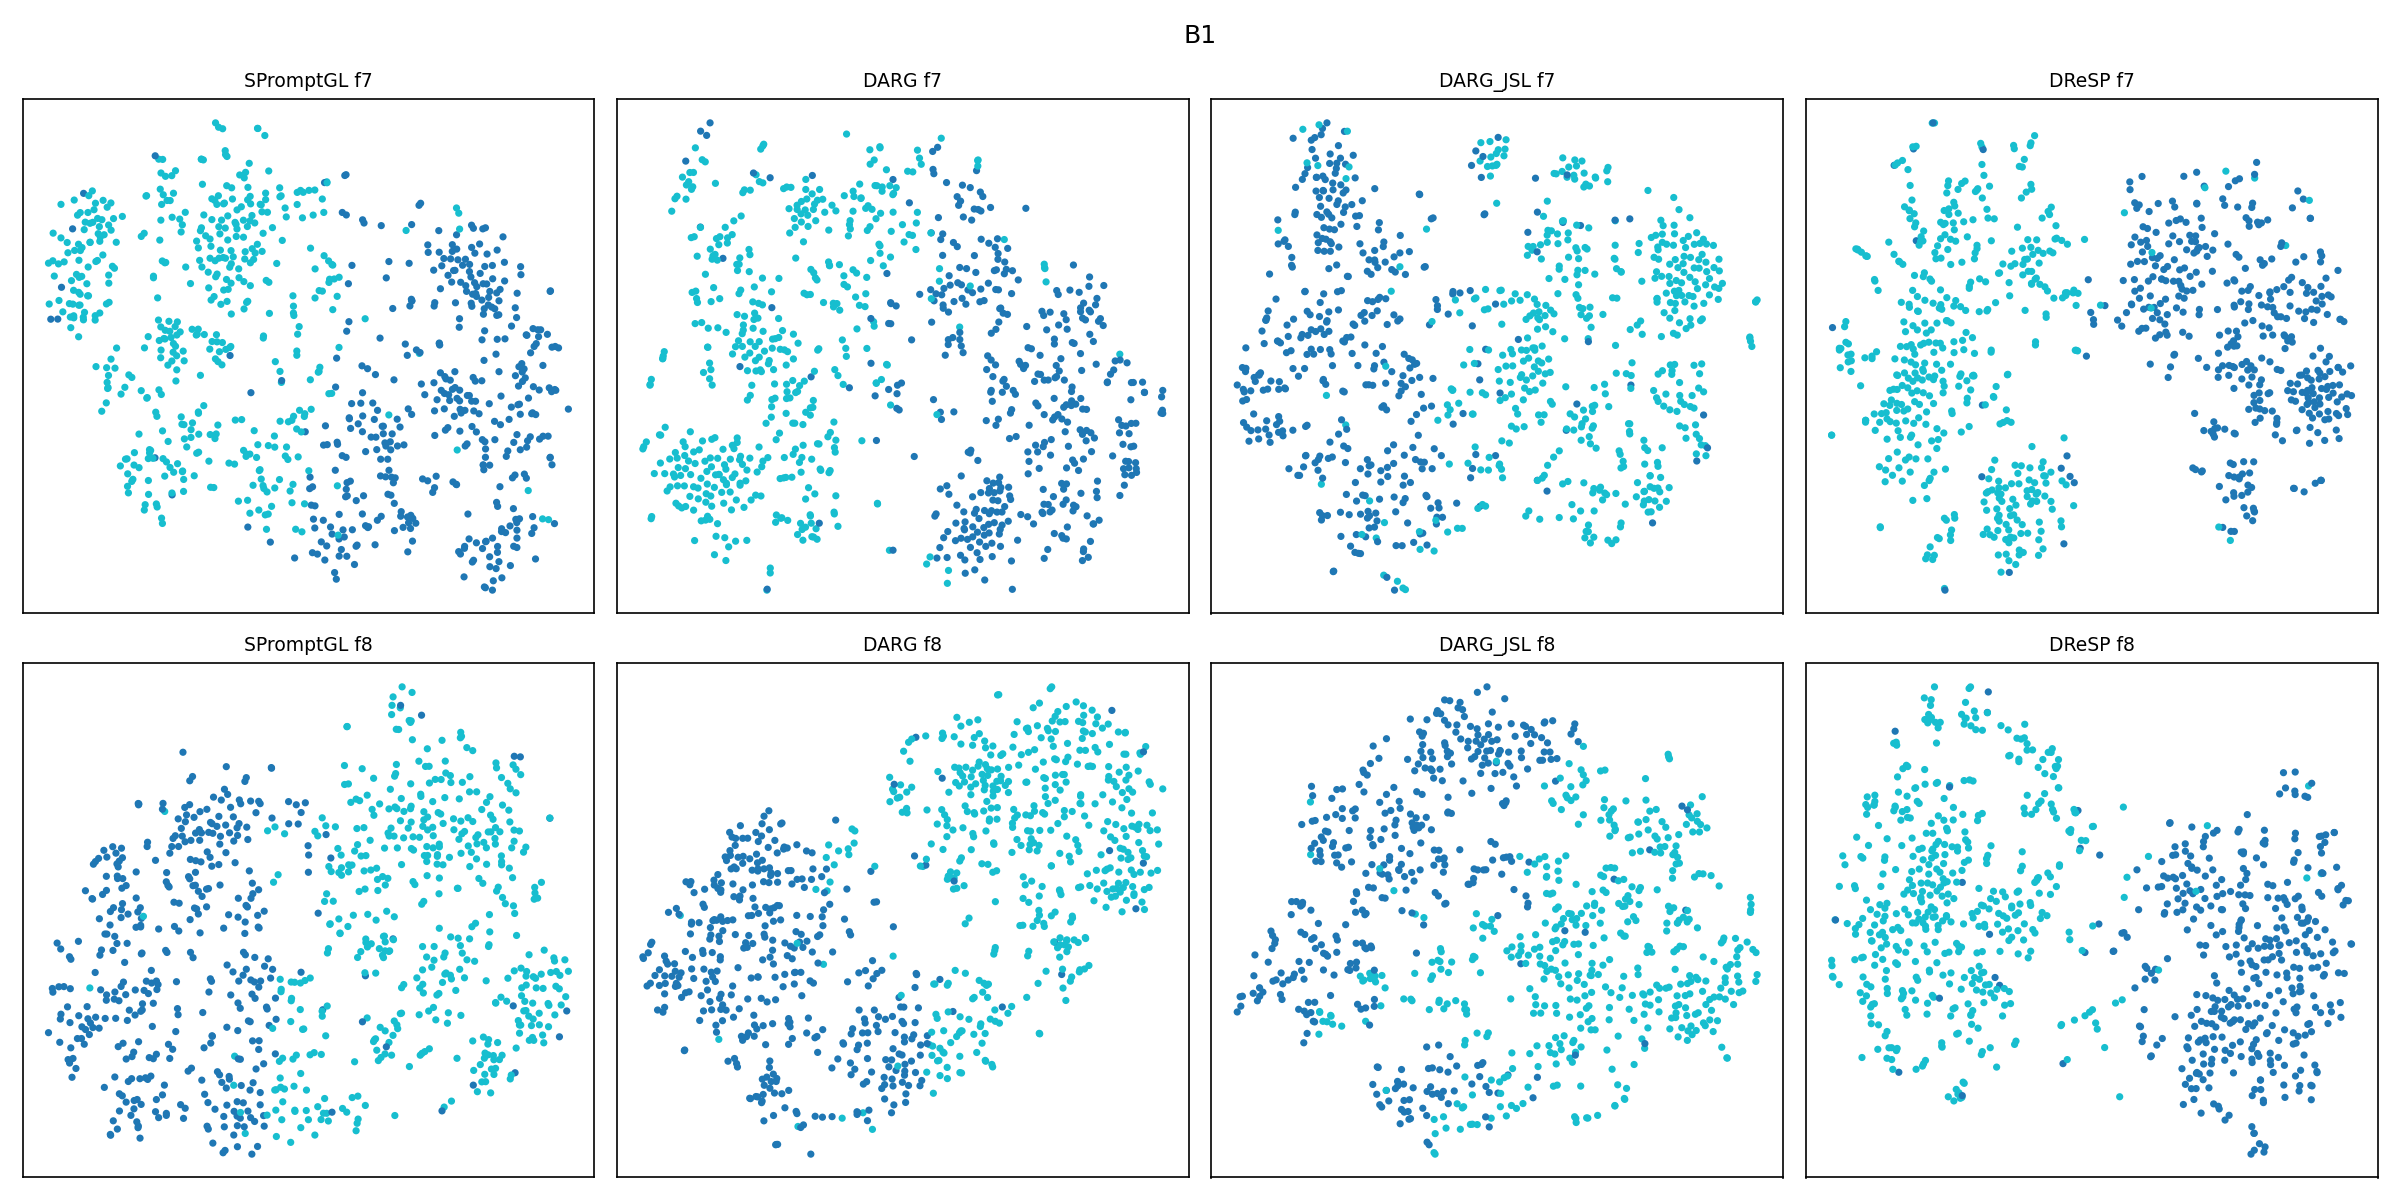 B1
SPromptGL f7
DARG f7
DARG_JSL f7
DReSP f7
SPromptGL f8
DARG f8
DARG_JSL f8
DReSP f8